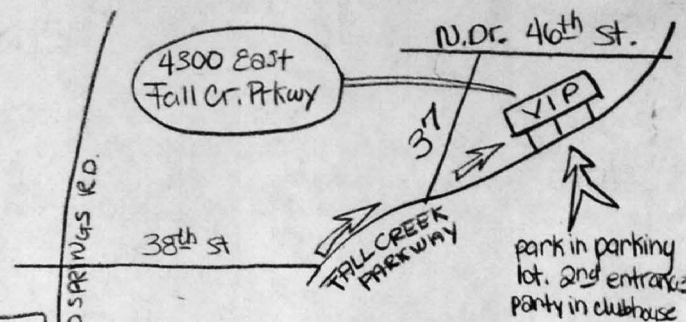 N.Dr. 46th St.
4300 East
Fall Cr. Prkwy
VIP
37
SPRINGS RD.
38th St
FALL CREEK
PARKWAY
park in parking
lot. 2nd entrance
party in clubhouse